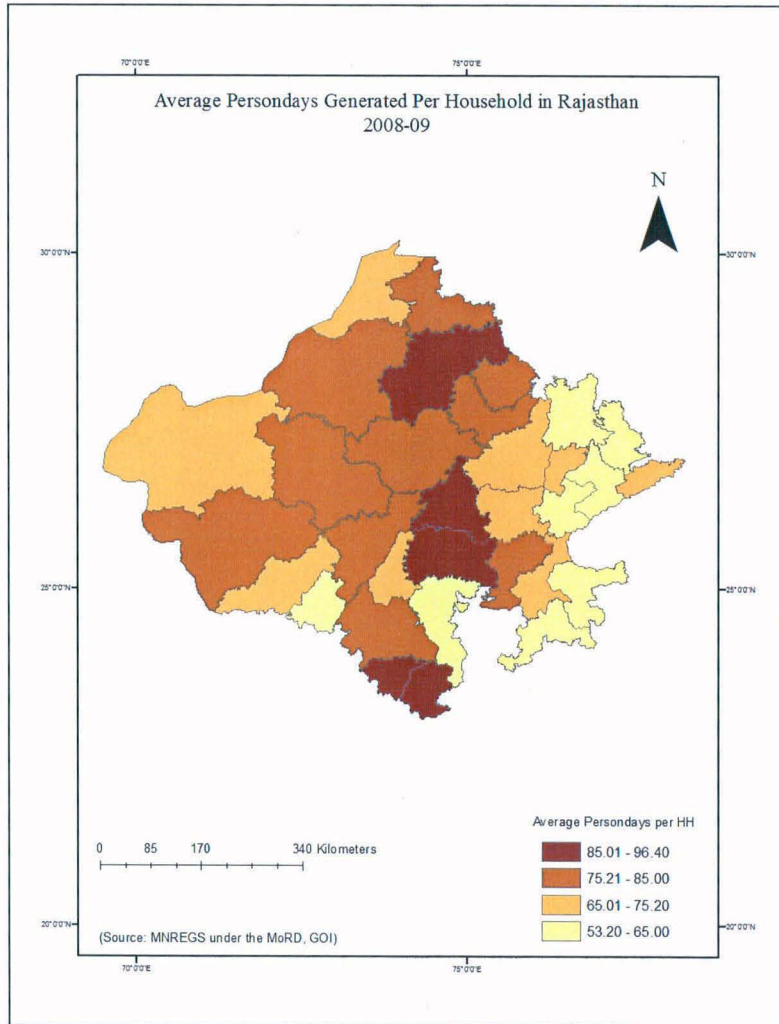 70°0'0"E 75°0'0"E
Average Persondays Generated Per Household in Rajasthan
2008-09
N
30°0'0"N 30°0'0"N
25°0'0"N 25°0'0"N
Average Persondays per HH
0 85 170 340 Kilometers
85.01 - 96.40
75.21 - 85.00
65.01 - 75.20
53.20 - 65.00
20°0'0"N 20°0'0"N
(Source: MNREGS under the MoRD, GOI)
70°0'0"E 75°0'0"E